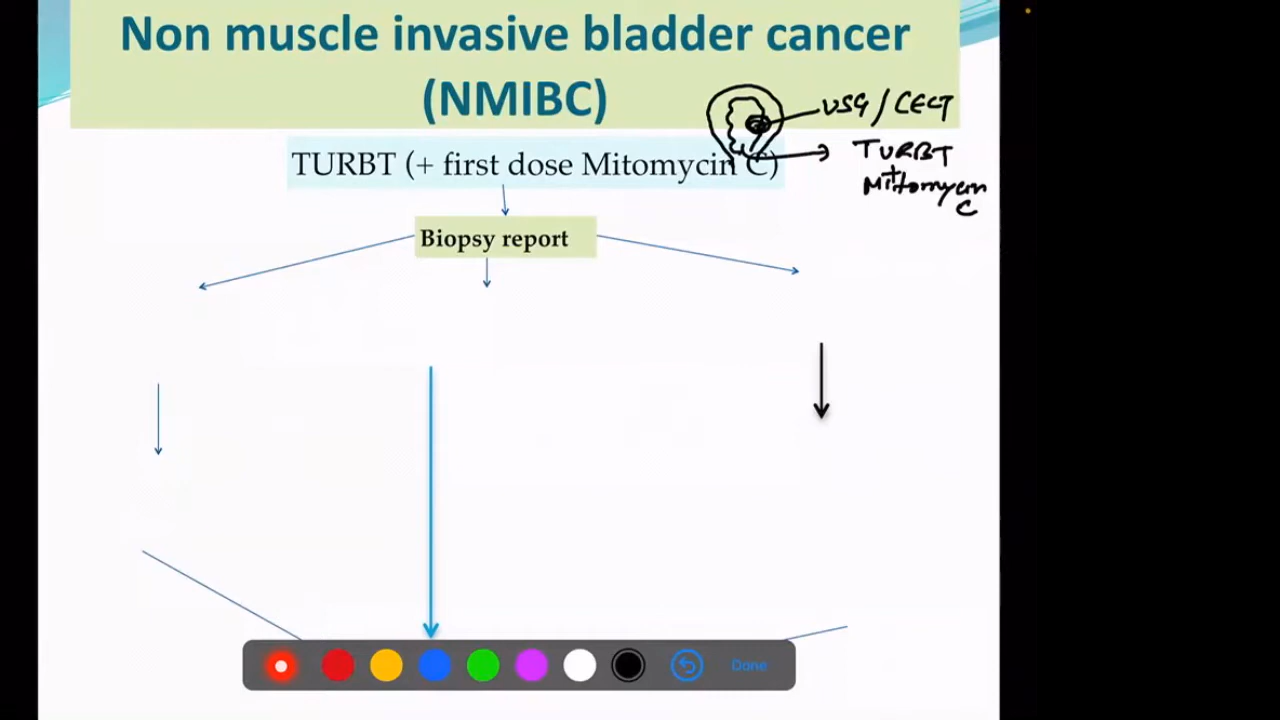 Non muscle invasive bladder cancer
(NMIBC)
USG/CECT
TURBT (+ first dose Mitomycin C)
TURBT
+
Mitomycin
C
Biopsy report
Done